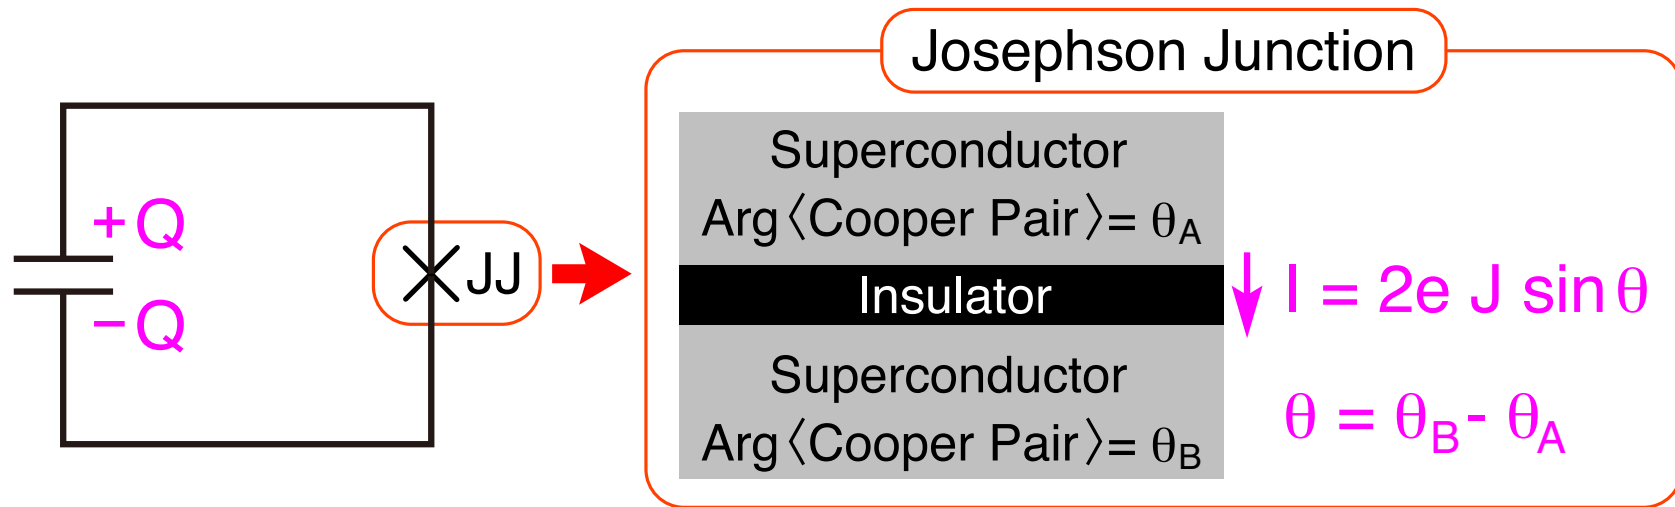 Josephson Junction
+Q
−Q
JJ
Superconductor
Arg⟨Cooper Pair⟩= θA
Insulator
Superconductor
Arg⟨Cooper Pair⟩= θB
I = 2e J sin θ
θ = θB - θA